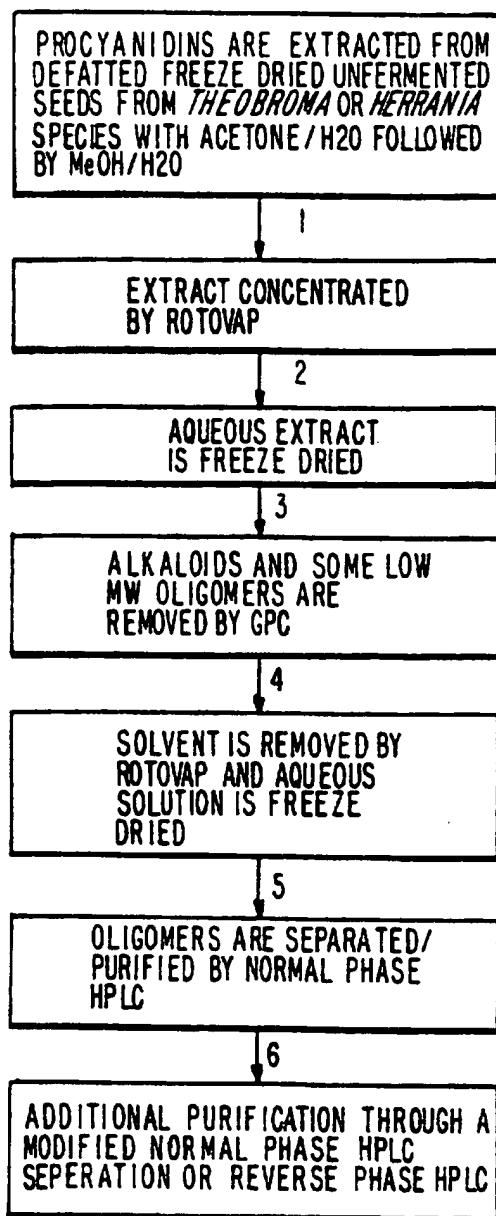 PROCYANIDINS ARE EXTRACTED FROM
DEFATTED FREEZE DRIED UNFERMENTED
SEEDS FROM THEOBROMA OR HERRANIA
SPECIES WITH ACETONE/H2O FOLLOWED
BY MeOH/H2O
1
EXTRACT CONCENTRATED
BY ROTOVAP
2
AQUEOUS EXTRACT
IS FREEZE DRIED
3
ALKALOIDS AND SOME LOW
MW OLIGOMERS ARE
REMOVED BY GPC
4
SOLVENT IS REMOVED BY
ROTOVAP AND AQUEOUS
SOLUTION IS FREEZE
DRIED
5
OLIGOMERS ARE SEPARATED/
PURIFIED BY NORMAL PHASE
HPLC
6
ADDITIONAL PURIFICATION THROUGH A
MODIFIED NORMAL PHASE HPLC
SEPERATION OR REVERSE PHASE HPLC